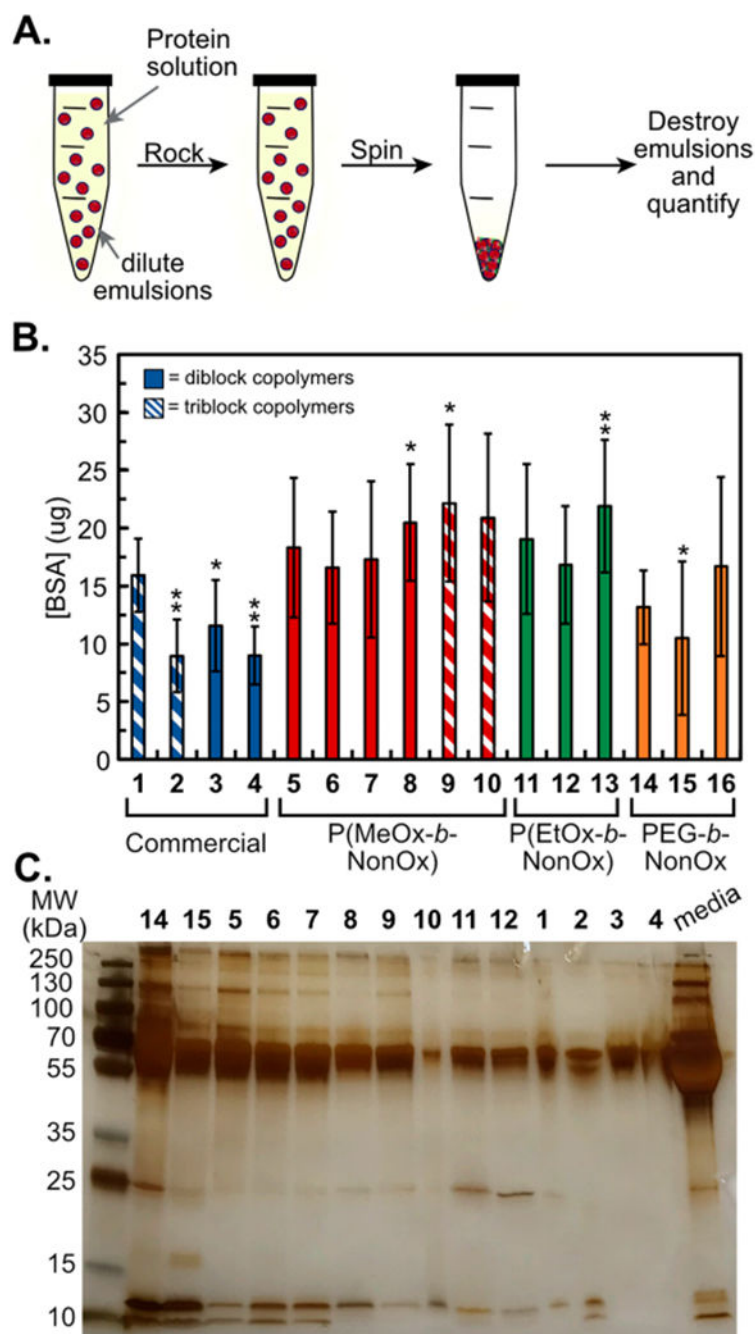 A.
Protein
solution
Rock
Spin
Destroy
emulsions
and
quantify
dilute
emulsions
B.
[BSA] (ug)
35
30
25
20
15
10
5
0
= diblock copolymers
= triblock copolymers
** * ** * * ** *
1 2 3 4 5 6 7 8 9 10 11 12 13 14 15 16
Commercial P(MeOx-b-NonOx) P(EtOx-b-NonOx) PEG-b-NonOx
C.
MW
(kDa)
14 15 5 6 7 8 9 10 11 12 1 2 3 4 media
250
130
100
70
55
35
25
15
10